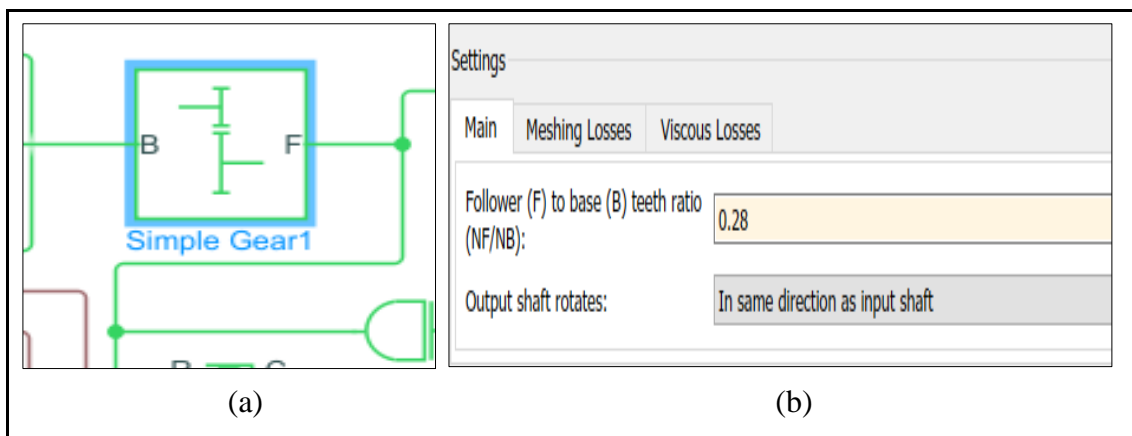 B
F
Simple Gear1
Settings
Main
Meshing Losses
Viscous Losses
Follower (F) to base (B) teeth ratio
(NF/NB):
0.28
Output shaft rotates:
In same direction as input shaft
(a)
(b)